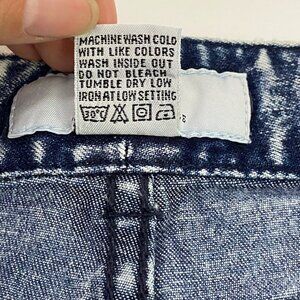 MACHINE WASH COLD
WITH LIKE COLORS
WASH INSIDE OUT
DO NOT BLEACH
TUMBLE DRY LOW
IRON AT LOW SETTING
30°C